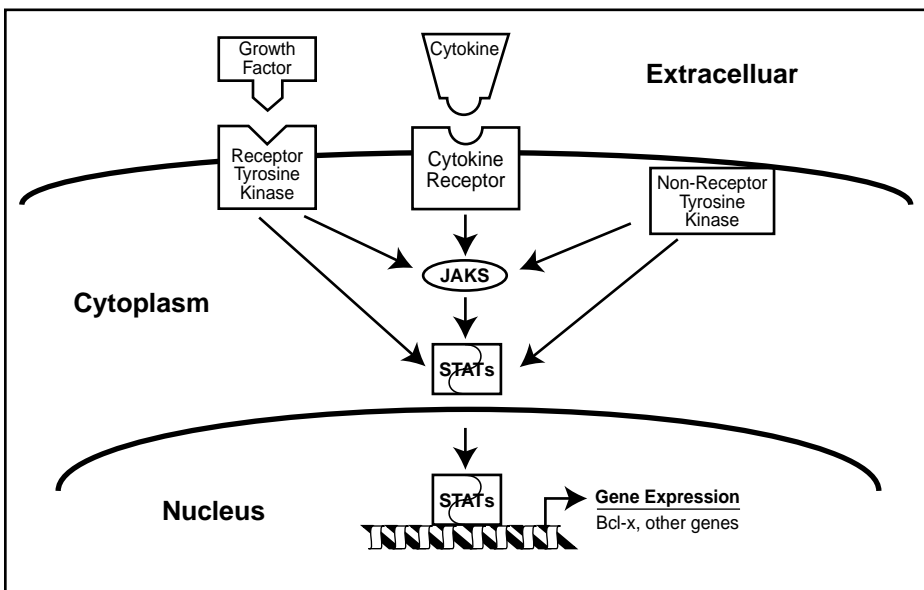 Growth
Factor
Cytokine
Extracelluar
Receptor
Tyrosine
Kinase
Cytokine
Receptor
Non-Receptor
Tyrosine
Kinase
JAKS
Cytoplasm
STATs
Nucleus
STATs
Gene Expression
Bcl-x, other genes